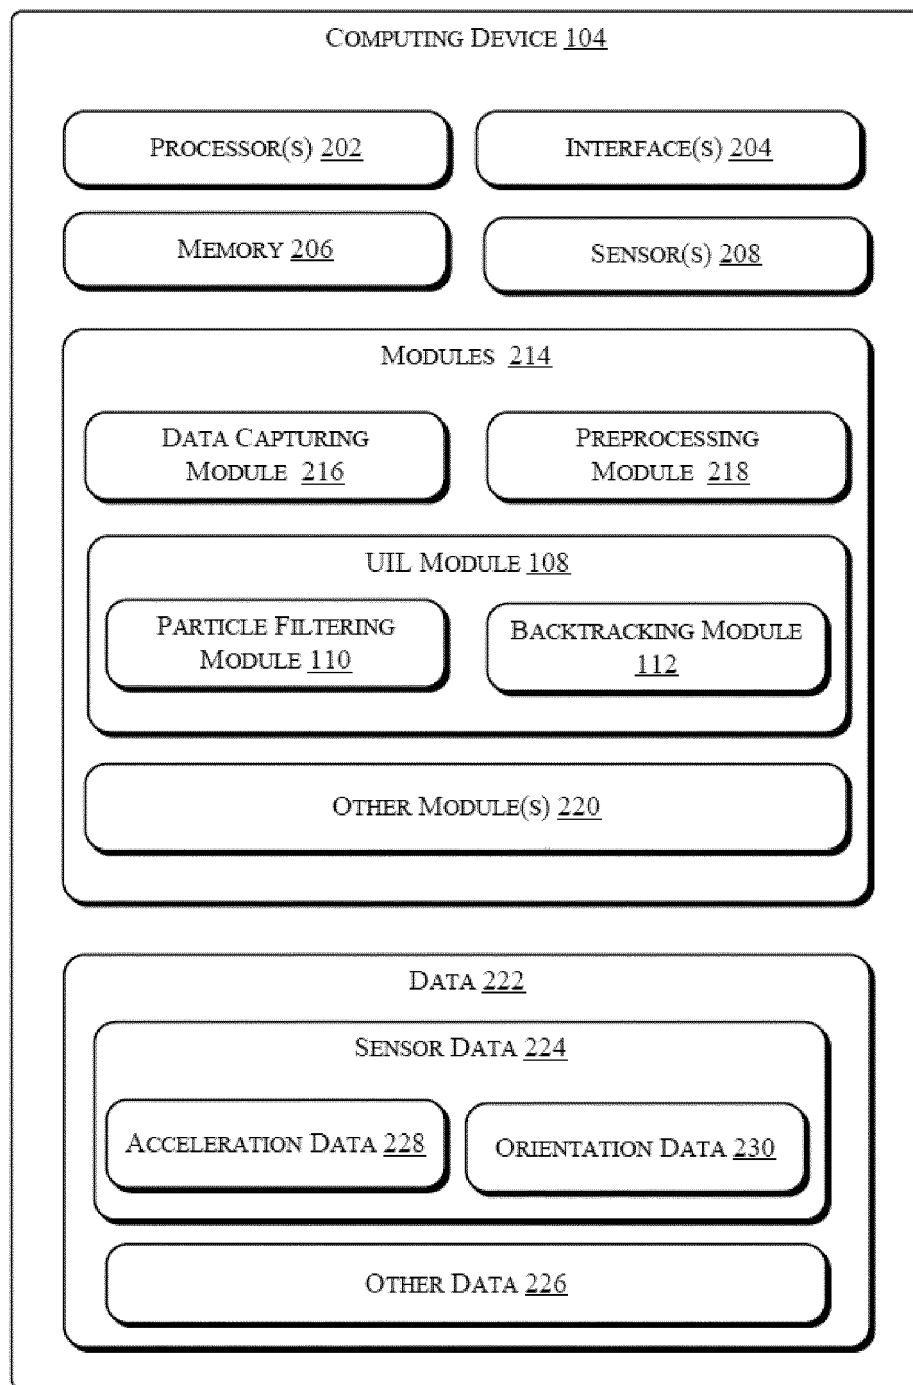 COMPUTING DEVICE 104
PROCESSOR(S) 202
INTERFACE(S) 204
MEMORY 206
SENSOR(S) 208
MODULES 214
DATA CAPTURING
MODULE 216
PREPROCESSING
MODULE 218
UIL MODULE 108
PARTICLE FILTERING
MODULE 110
BACKTRACKING MODULE
112
OTHER MODULE(S) 220
DATA 222
SENSOR DATA 224
ACCELERATION DATA 228
ORIENTATION DATA 230
OTHER DATA 226